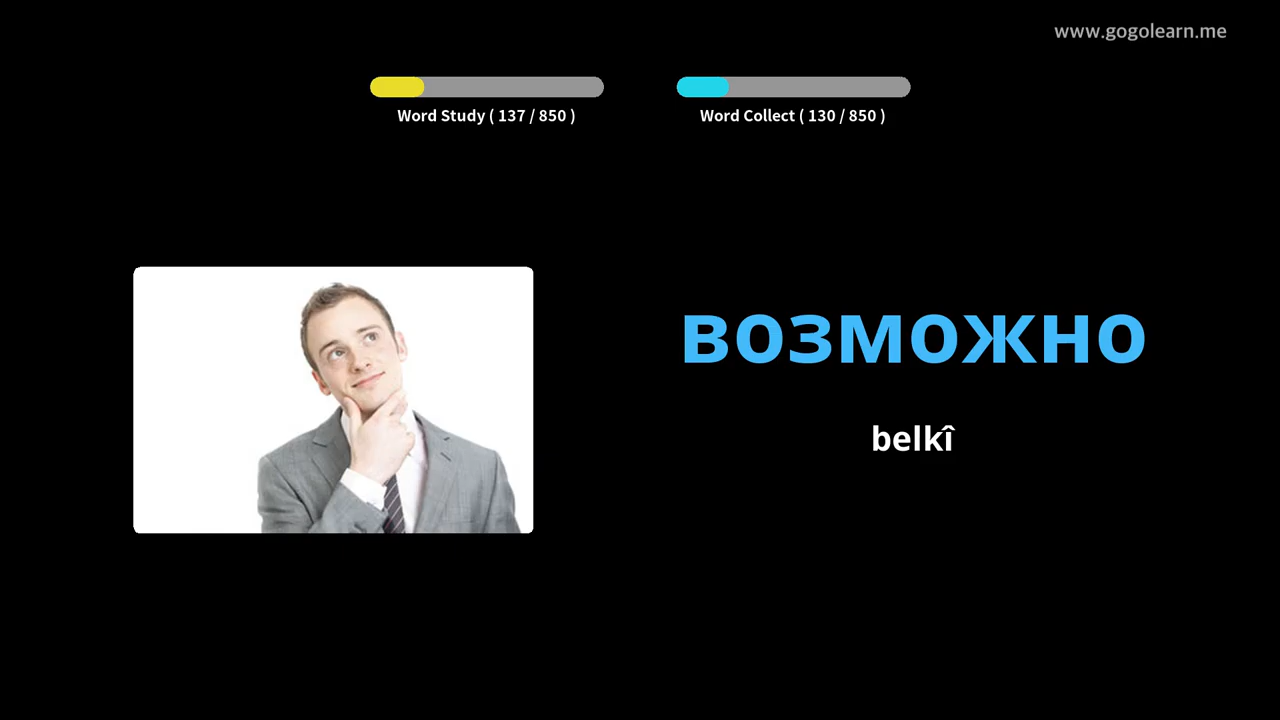 www.gogolearn.me
Word Study ( 137 / 850 )
Word Collect ( 130 / 850 )
возможно
belkî